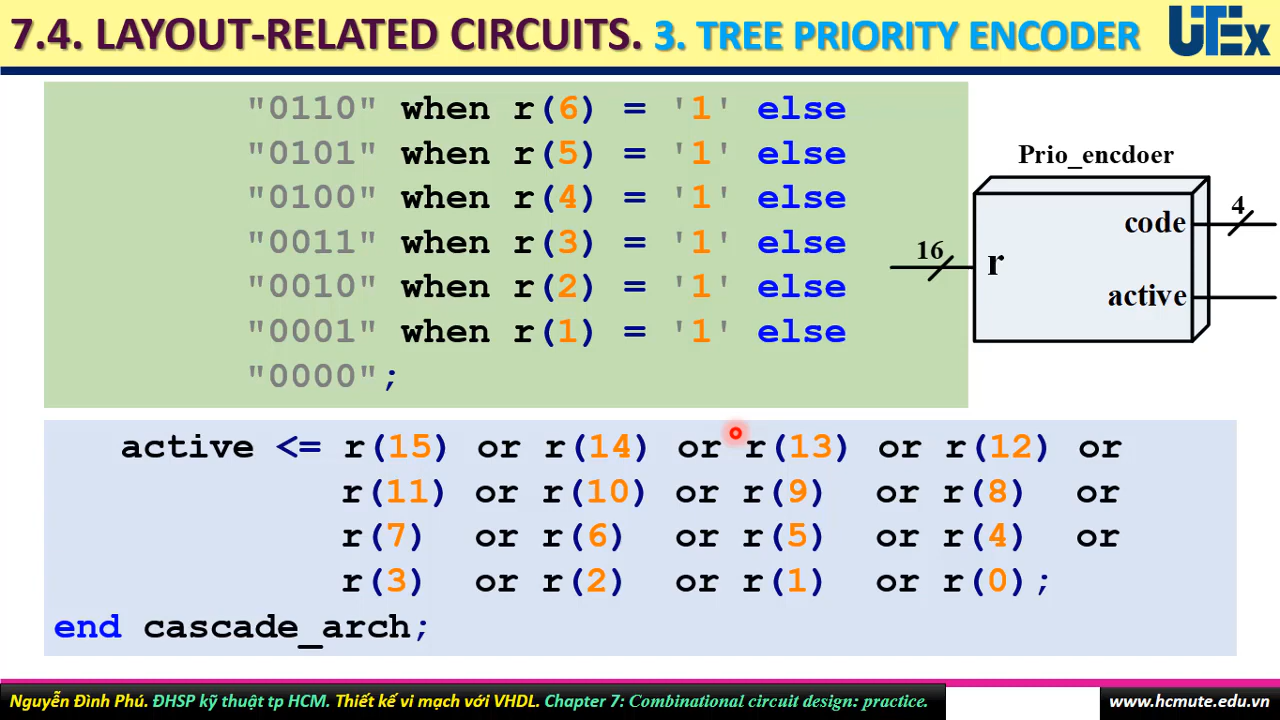 7.4. LAYOUT-RELATED CIRCUITS. 3. TREE PRIORITY ENCODER
UTEx
"0110" when r(6) = '1' else
"0101" when r(5) = '1' else
"0100" when r(4) = '1' else
"0011" when r(3) = '1' else
"0010" when r(2) = '1' else
"0001" when r(1) = '1' else
"0000";
Prio_encdoer
16
r
code
4
active
active <= r(15) or r(14) or r(13) or r(12) or
r(11) or r(10) or r(9) or r(8) or
r(7) or r(6) or r(5) or r(4) or
r(3) or r(2) or r(1) or r(0);
end cascade_arch;
Nguyễn Đình Phú. ĐHSP kỹ thuật tp HCM. Thiết kế vi mạch với VHDL. Chapter 7: Combinational circuit design: practice.
www.hcmute.edu.vn